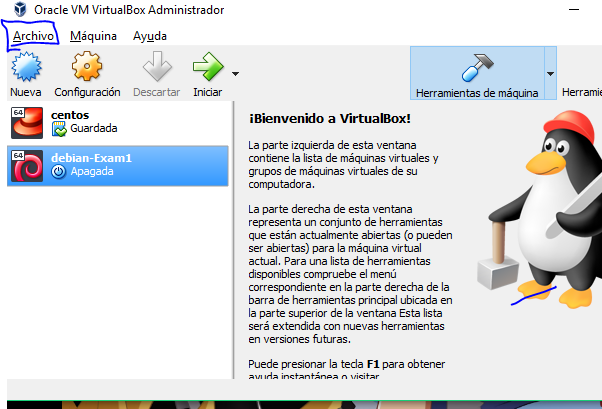 Oracle VM VirtualBox Administrador
Archivo Máquina Ayuda
Nueva Configuración Descartar Iniciar Herramientas de máquina
64 centos
Guardada
64 debian-Exam1
Apagada
¡Bienvenido a VirtualBox!
La parte izquierda de esta ventana
contiene la lista de máquinas virtuales y
grupos de máquinas virtuales de su
computadora.
La parte derecha de esta ventana
representa un conjunto de herramientas
que están actualmente abiertas (o pueden
ser abiertas) para la máquina virtual
actual. Para una lista de herramientas
disponibles compruebe el menú
correspondiente en la parte derecha de la
barra de herramientas principal ubicada en
la parte superior de la ventana Esta lista
será extendida con nuevas herramientas
en versiones futuras.
Puede presionar la tecla F1 para obtener
ayuda instantánea o visitar